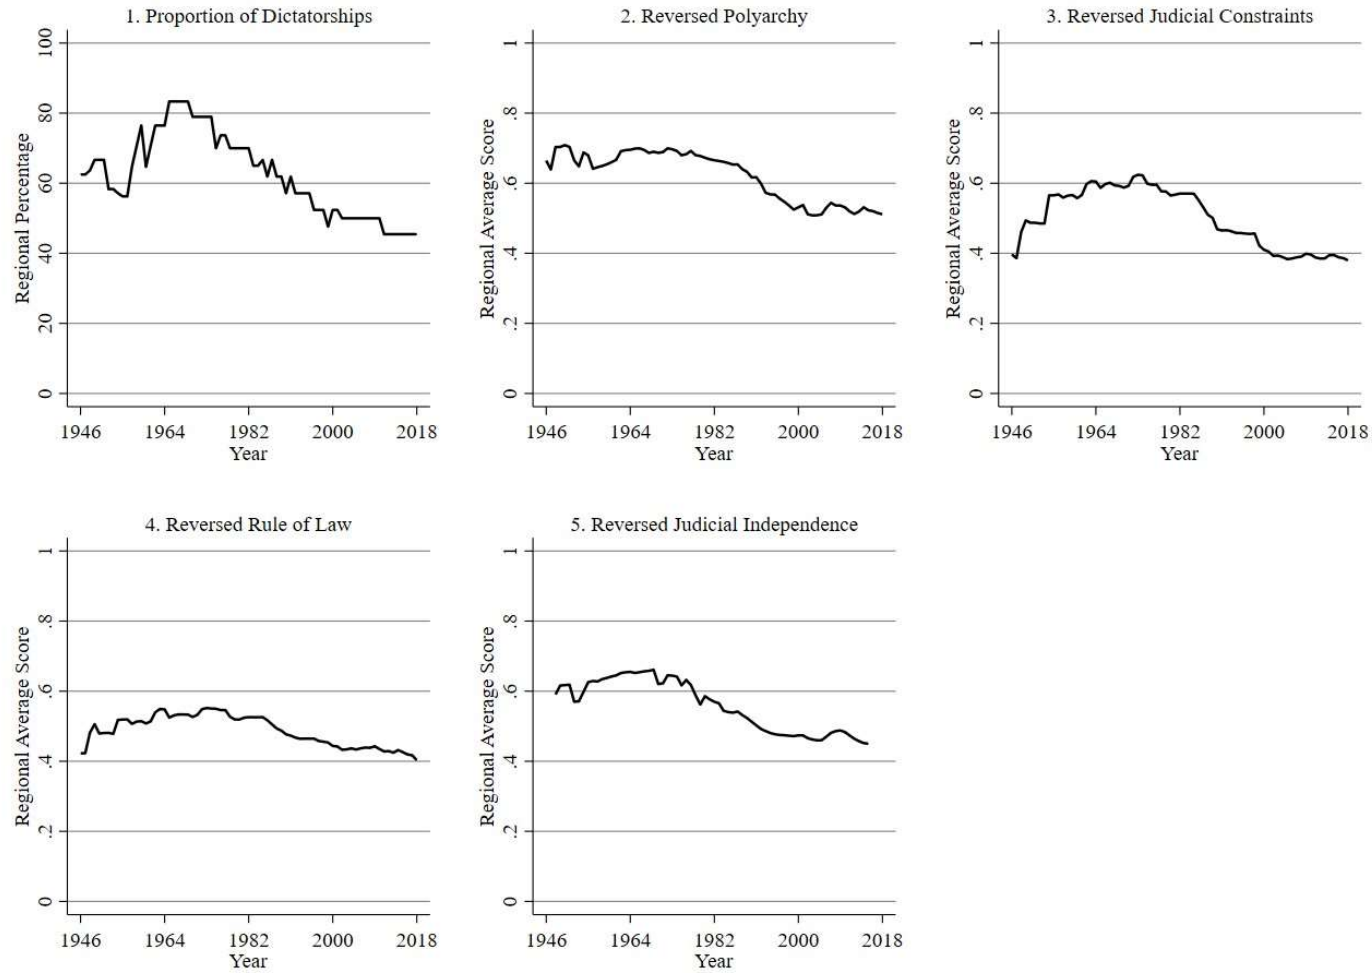 1. Proportion of Dictatorships
Regional Percentage
100
80
60
40
20
0
1946 1964 1982 2000 2018
Year
2. Reversed Polyarchy
Regional Average Score
1
.8
.6
.4
.2
0
1946 1964 1982 2000 2018
Year
3. Reversed Judicial Constraints
Regional Average Score
1
.8
.6
.4
.2
0
1946 1964 1982 2000 2018
Year
4. Reversed Rule of Law
Regional Average Score
1
.8
.6
.4
.2
0
1946 1964 1982 2000 2018
Year
5. Reversed Judicial Independence
Regional Average Score
1
.8
.6
.4
.2
0
1946 1964 1982 2000 2018
Year